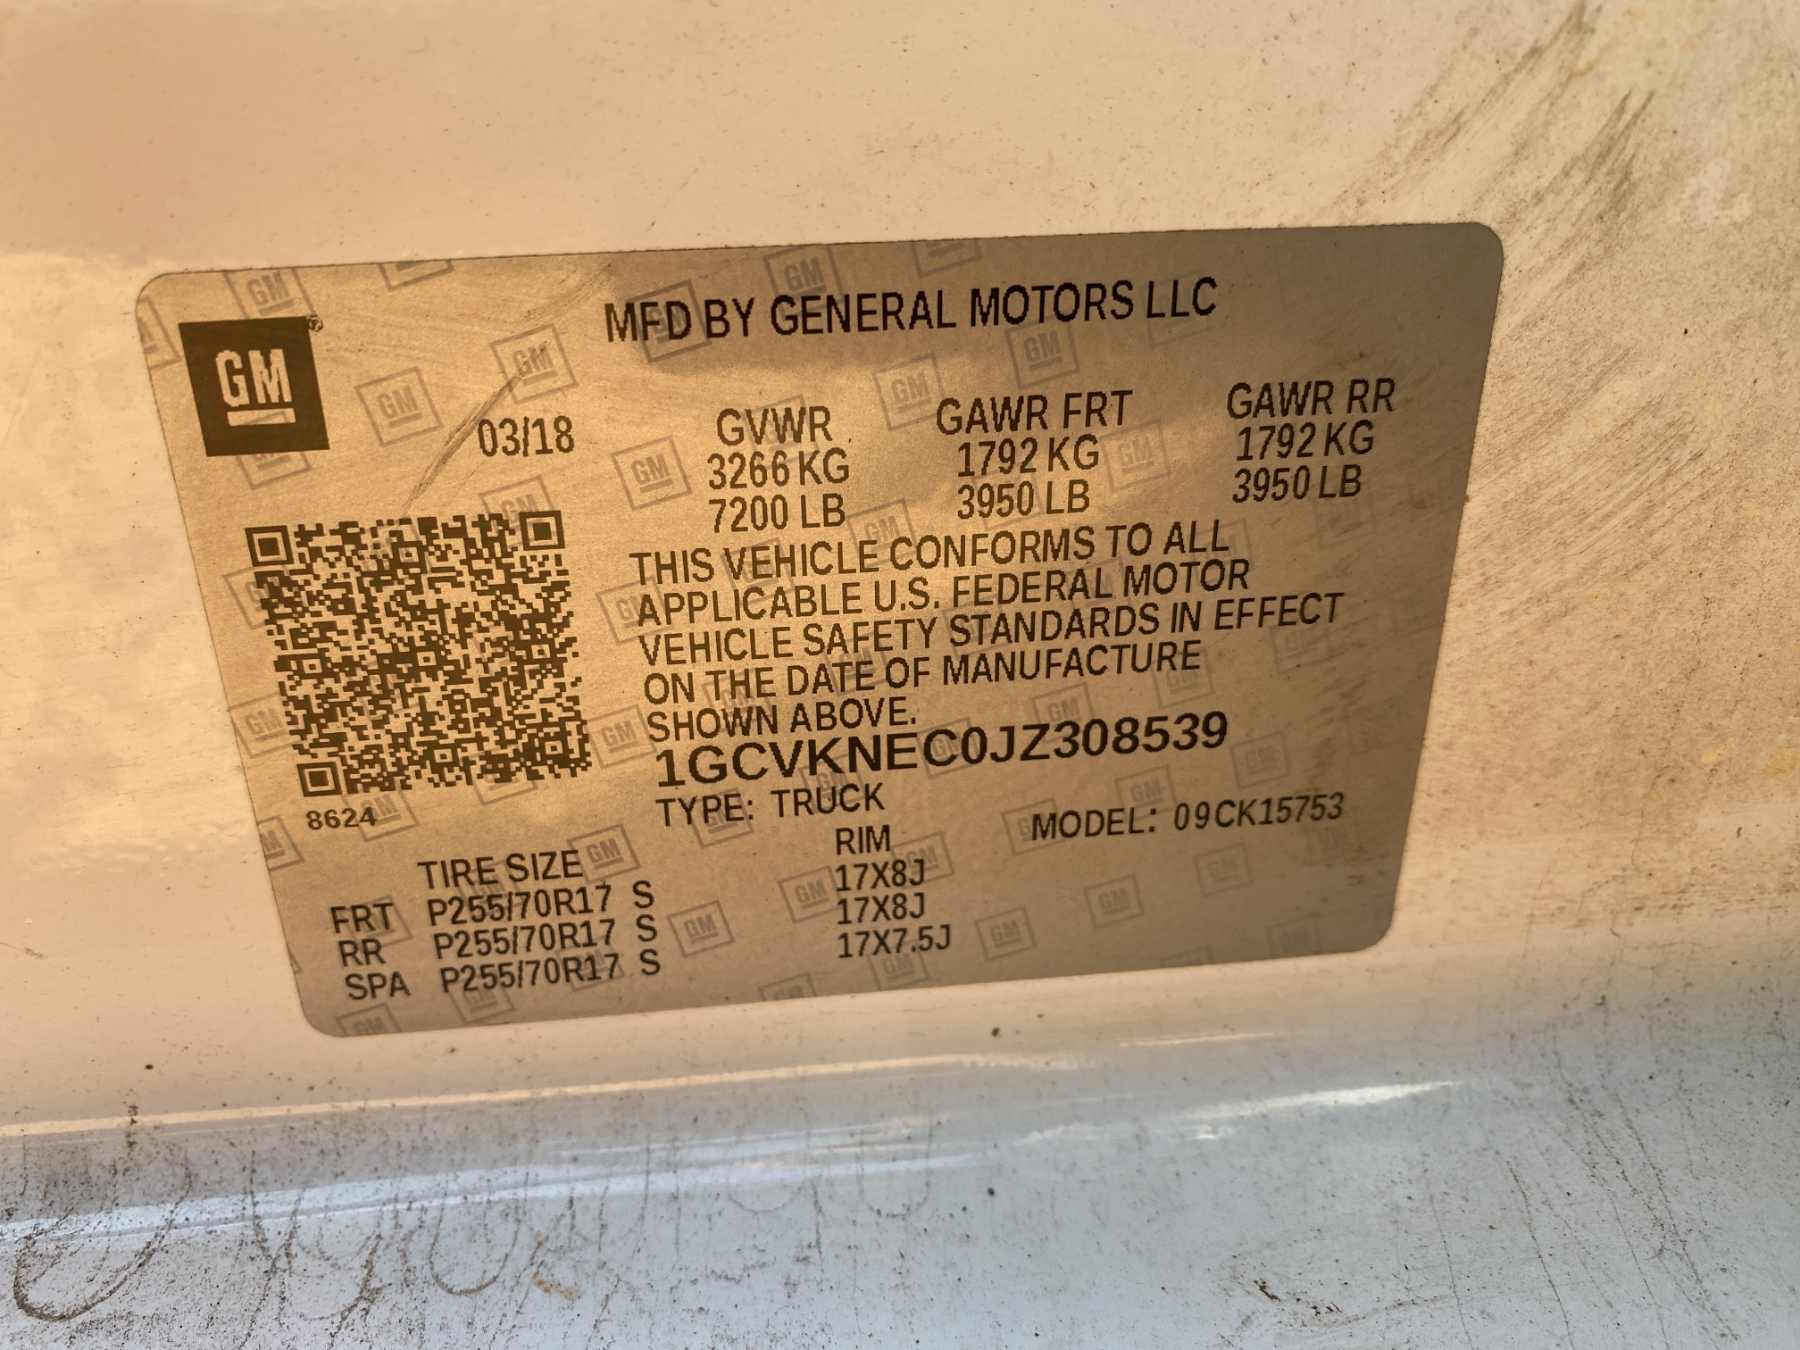 MFD BY GENERAL MOTORS LLC
GM
03/18
GVWR GAWR FRT GAWR RR
3266 KG 1792 KG 1792 KG
7200 LB 3950 LB 3950 LB
THIS VEHICLE CONFORMS TO ALL
APPLICABLE U.S. FEDERAL MOTOR
VEHICLE SAFETY STANDARDS IN EFFECT
ON THE DATE OF MANUFACTURE
SHOWN ABOVE.
1GCVKNEC0JZ308539
8624
TYPE: TRUCK MODEL: 09CK15753
TIRE SIZE RIM
FRT P255/70R17 S 17X8J
RR P255/70R17 S 17X8J
SPA P255/70R17 S 17X7.5J